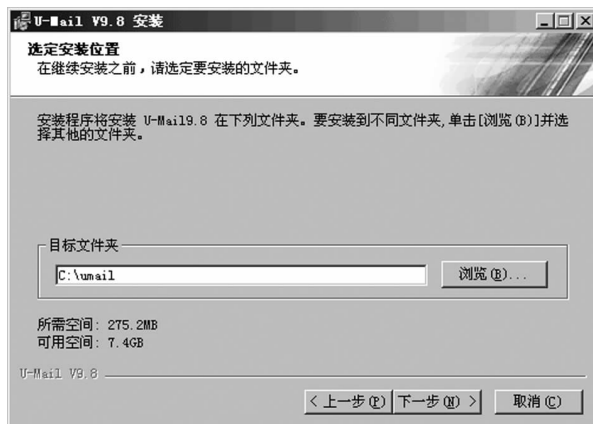 U-Mail V9.8 安装
选定安装位置
在继续安装之前，请选定要安装的文件夹。
安装程序将安装 U-Mail9.8 在下列文件夹。要安装到不同文件夹,单击[浏览(B)]并选
择其他的文件夹。
目标文件夹
C:\umail
浏览(B)...
所需空间: 275.2MB
可用空间: 7.4GB
U-Mail V9.8
< 上一步(P) 下一步(N) > 取消(C)